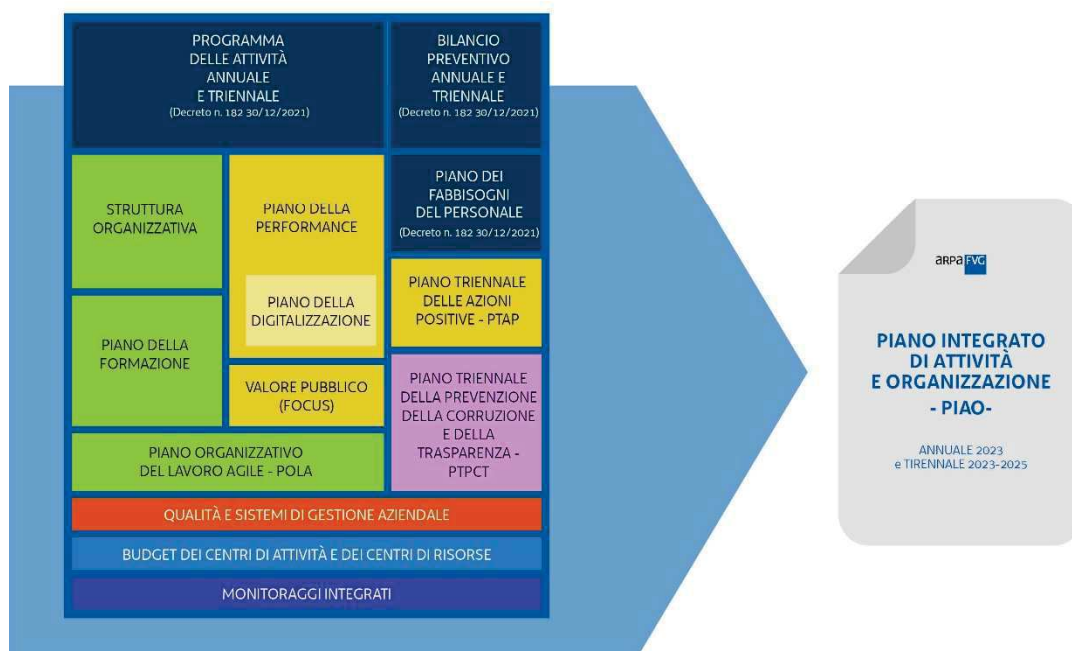 PROGRAMMA
DELLE ATTIVITÀ
ANNUALE
E TRIENNALE
(Decreto n. 182 30/12/2021)
BILANCIO
PREVENTIVO
ANNUALE E
TRIENNALE
(Decreto n. 182 30/12/2021)
STRUTTURA
ORGANIZZATIVA
PIANO DELLA
PERFORMANCE
PIANO DEI
FABBISOGNI
DEL PERSONALE
(Decreto n. 182 30/12/2021)
PIANO DELLA
DIGITALIZZAZIONE
PIANO TRIENNALE
DELLE AZIONI
POSITIVE - PTAP
PIANO DELLA
FORMAZIONE
VALORE PUBBLICO
(FOCUS)
PIANO TRIENNALE
DELLA PREVENZIONE
DELLA CORRUZIONE
E DELLA
TRASPARENZA -
PTPCT
PIANO ORGANIZZATIVO
DEL LAVORO AGILE - POLA
QUALITÀ E SISTEMI DI GESTIONE AZIENDALE
BUDGET DEI CENTRI DI ATTIVITÀ E DEI CENTRI DI RISORSE
MONITORAGGI INTEGRATI
arpa FVG
PIANO INTEGRATO
DI ATTIVITÀ
E ORGANIZZAZIONE
- PIAO-
ANNUALE 2023
e TIRENNALE 2023-2025